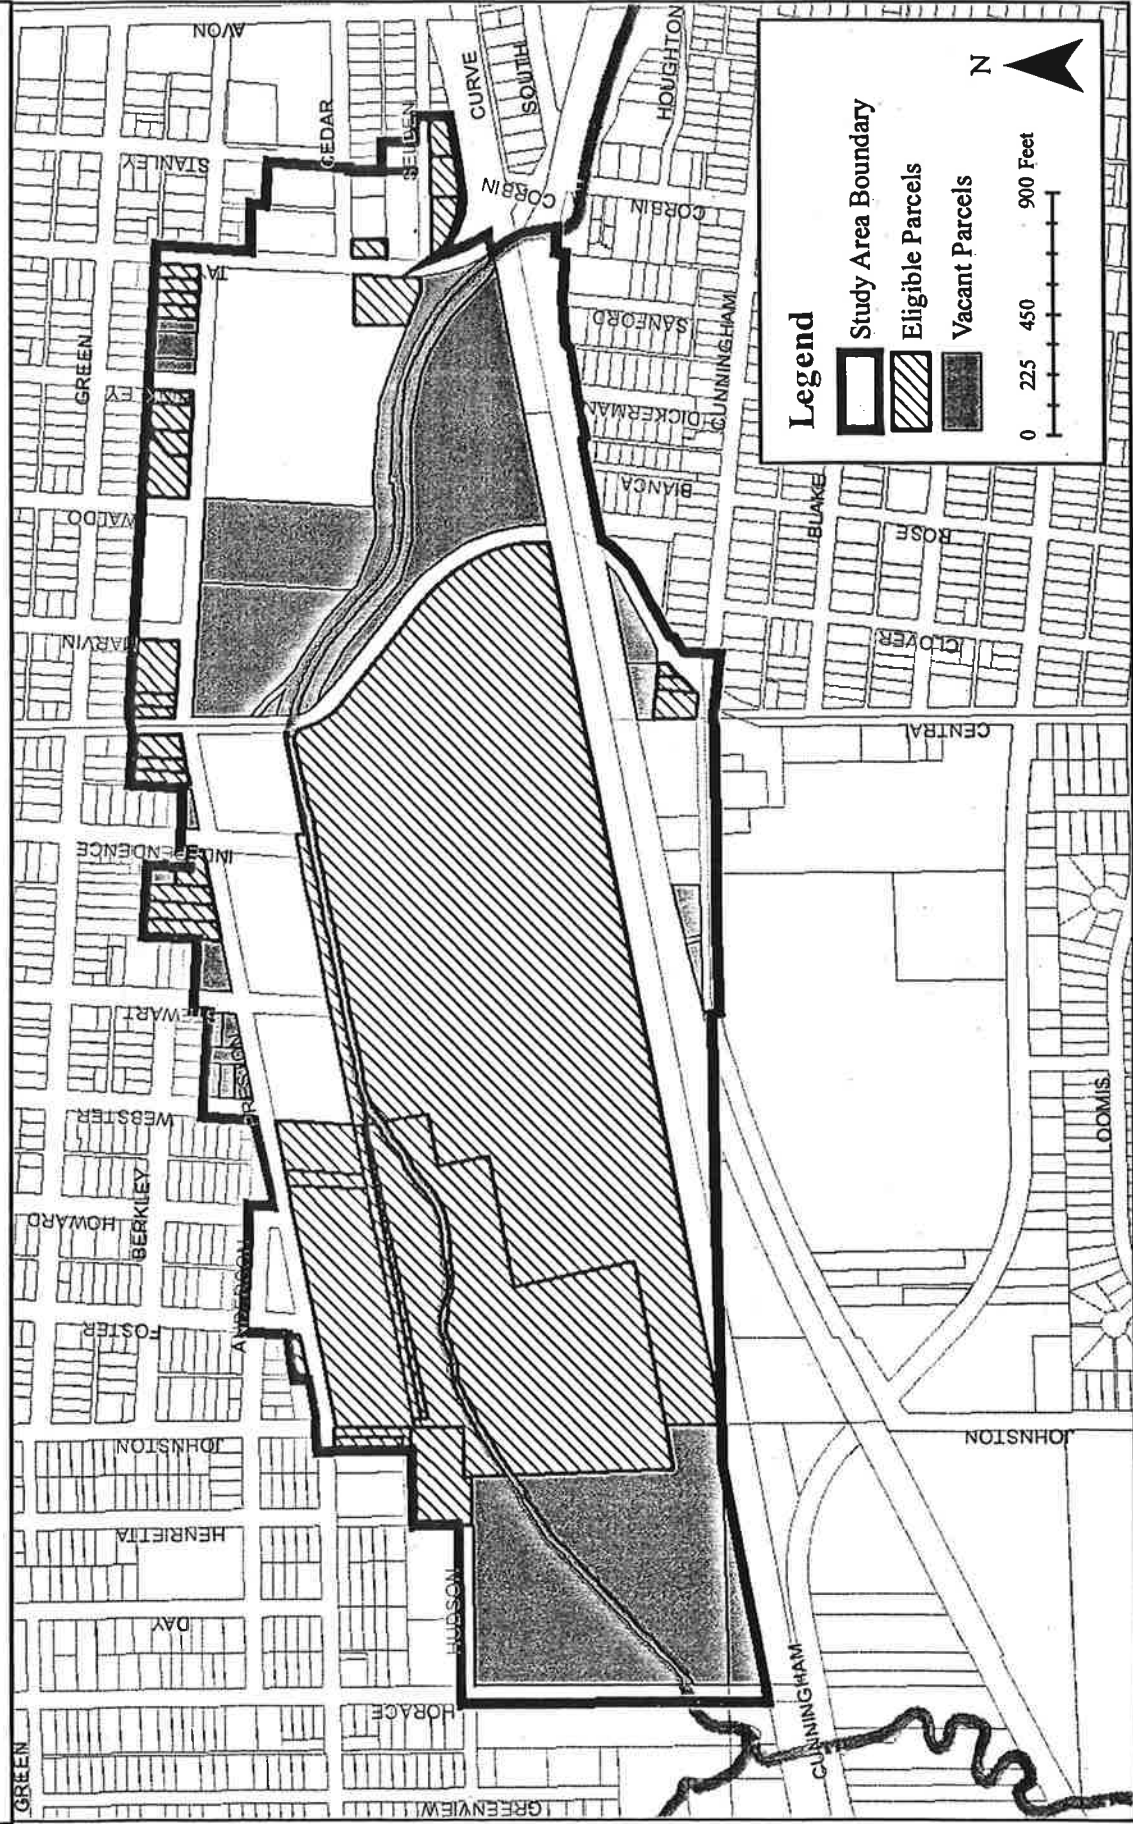 AVON
STANLEY
CEDAR
CURVE
SOUTH
HOUGHTON
CORBIN
CORBIN
GREEN
SANFORD
CUNNINGHAM
DICKERMAN
BIANCA
WALDO
BLAKE
ROSE
MARVIN
CLOVER
CENTRAL
INDEPENDENCE
WEBSTER
BERKLEY
HOWARD
FOSTER
LOOMIS
JOHNSTON
JOHNSTON
HENRIETTA
DAY
HUDSON
HORACE
CUNNINGHAM
GREEN
GREENVIEW
Legend
Study Area Boundary
Eligible Parcels
Vacant Parcels
0 225 450 900 Feet
N